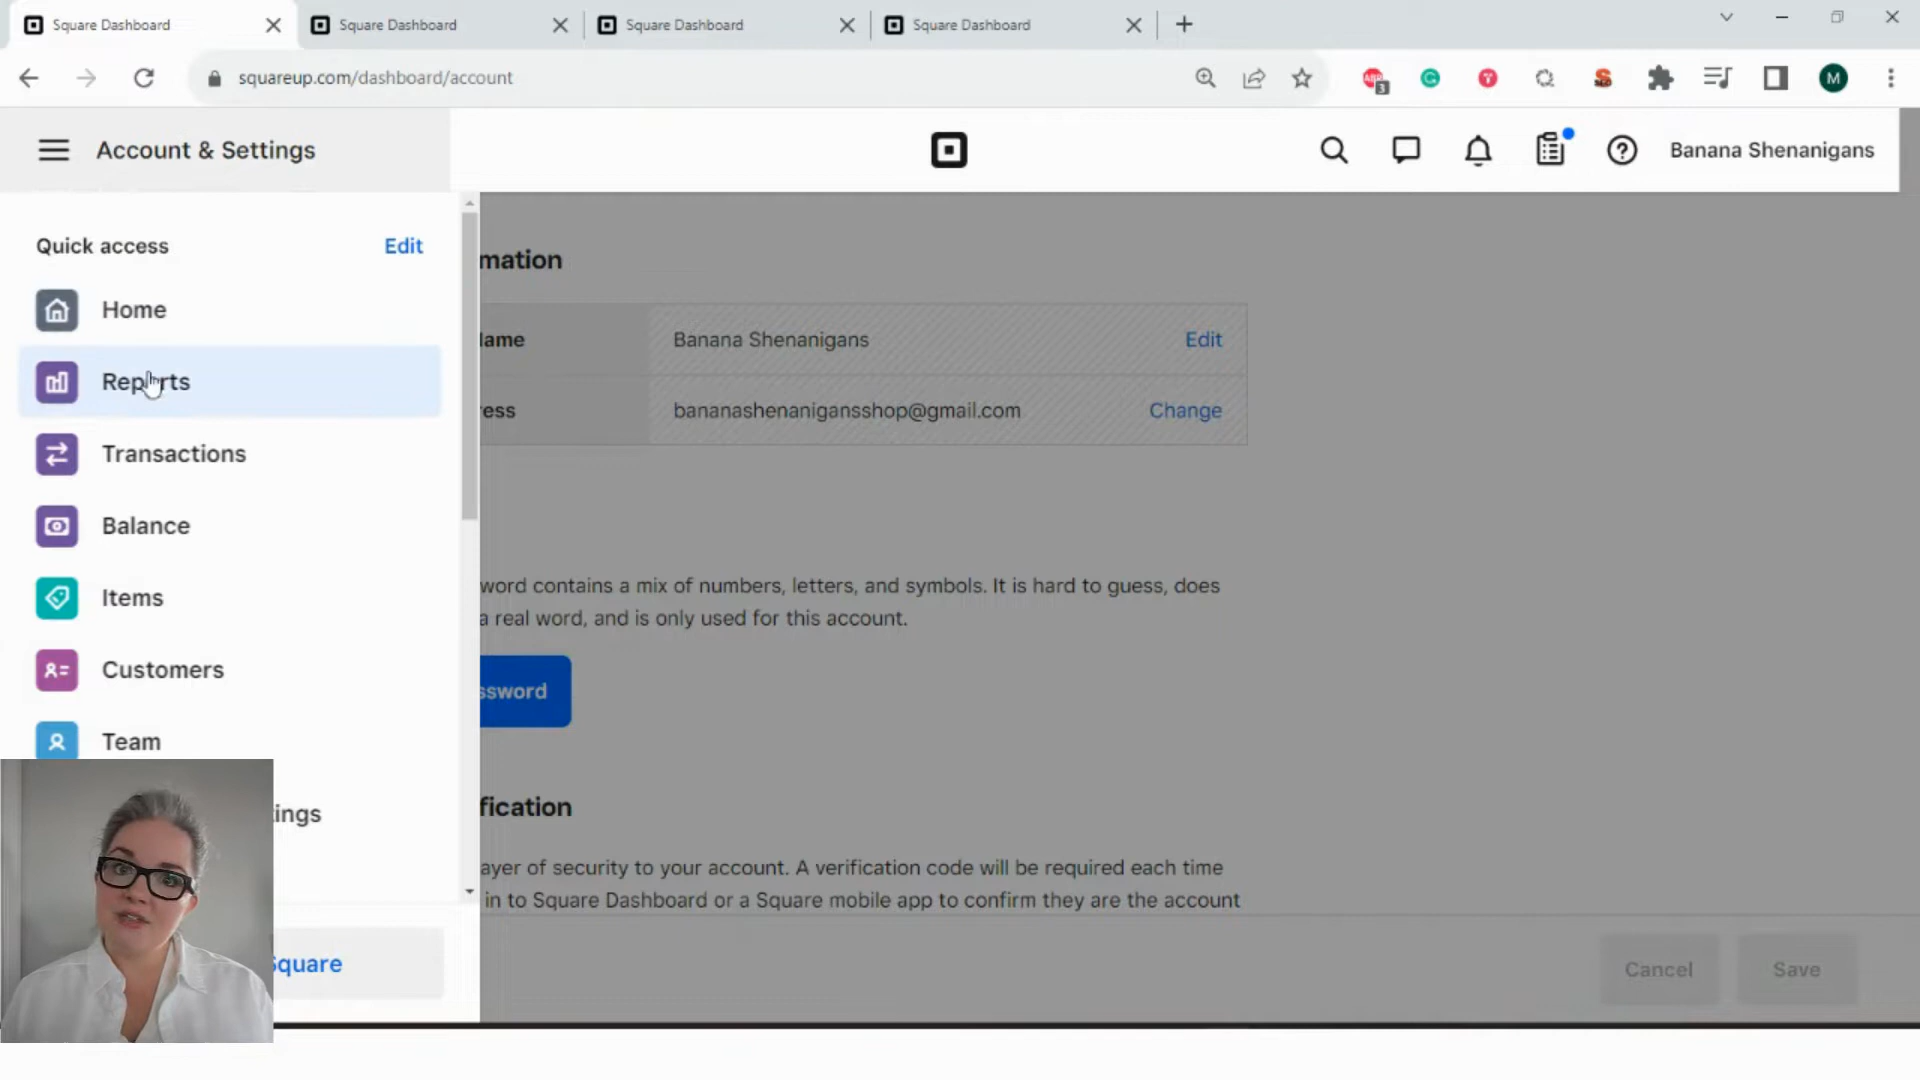 Square Dashboard
Square Dashboard
Square Dashboard
Square Dashboard
squareup.com/dashboard/account
ABP
3
M
Account & Settings
Banana Shenanigans
Quick access
Edit
Home
Reports
Transactions
Balance
Items
Customers
Team
tings
Square
mation
lame
Banana Shenanigans
Edit
ress
bananashenanigansshop@gmail.com
Change
word contains a mix of numbers, letters, and symbols. It is hard to guess, does
a real word, and is only used for this account.
ssword
fication
ayer of security to your account. A verification code will be required each time
in to Square Dashboard or a Square mobile app to confirm they are the account
Cancel
Save